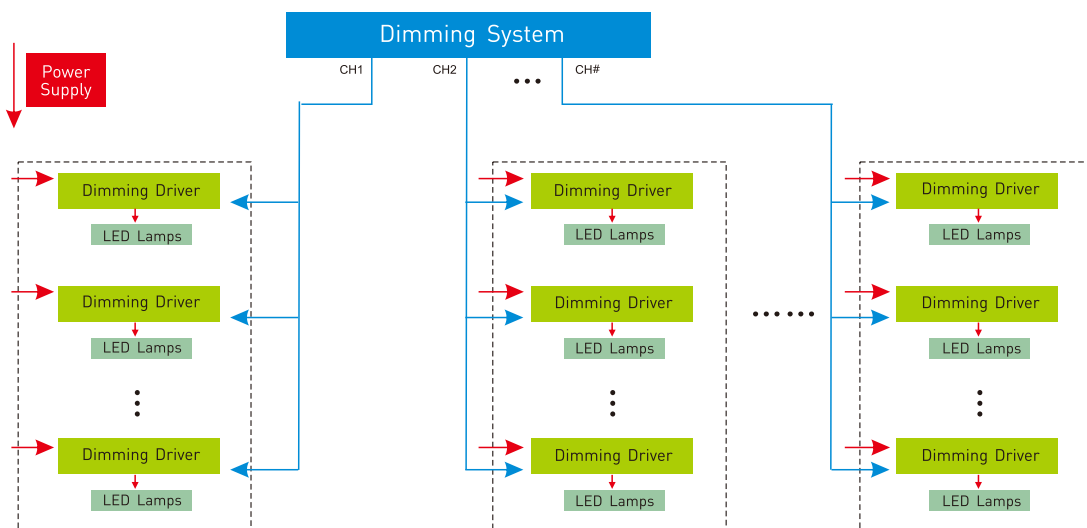 Dimming System
CH1
CH2
CH#
Power
Supply
Dimming Driver
LED Lamps
Dimming Driver
LED Lamps
Dimming Driver
LED Lamps
Dimming Driver
LED Lamps
Dimming Driver
LED Lamps
Dimming Driver
LED Lamps
Dimming Driver
LED Lamps
Dimming Driver
LED Lamps
Dimming Driver
LED Lamps